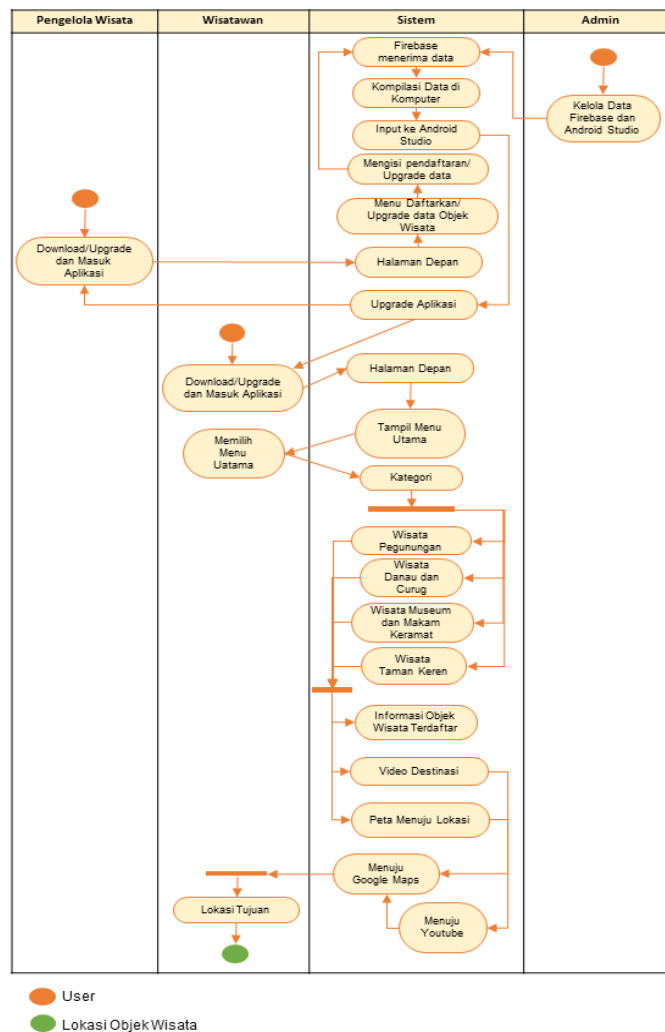 Pengelola Wisata
Wisatawan
Sistem
Admin
Firebase
menerima data
Kompilasi Data di
Komputer
Kelola Data
Firebase dan
Android Studio
Input ke Android
Studio
Mengisi pendaftaran/
Upgrade data
Menu Daftarkan/
Upgrade data Objek
Wisata
Download/Upgrade
dan Masuk
Aplikasi
Halaman Depan
Upgrade Aplikasi
Download/Upgrade
dan Masuk Aplikasi
Halaman Depan
Tampil Menu
Utama
Memilih
Menu
Uatama
Kategori
Wisata
Pegunungan
Wisata
Danau dan
Curug
Wisata Museum
dan Makam
Keramat
Wisata
Taman Keren
Informasi Objek
Wisata Terdaftar
Video Destinasi
Peta Menuju Lokasi
Menuju
Google Maps
Lokasi Tujuan
Menuju
Youtube
User
Lokasi Objek Wisata